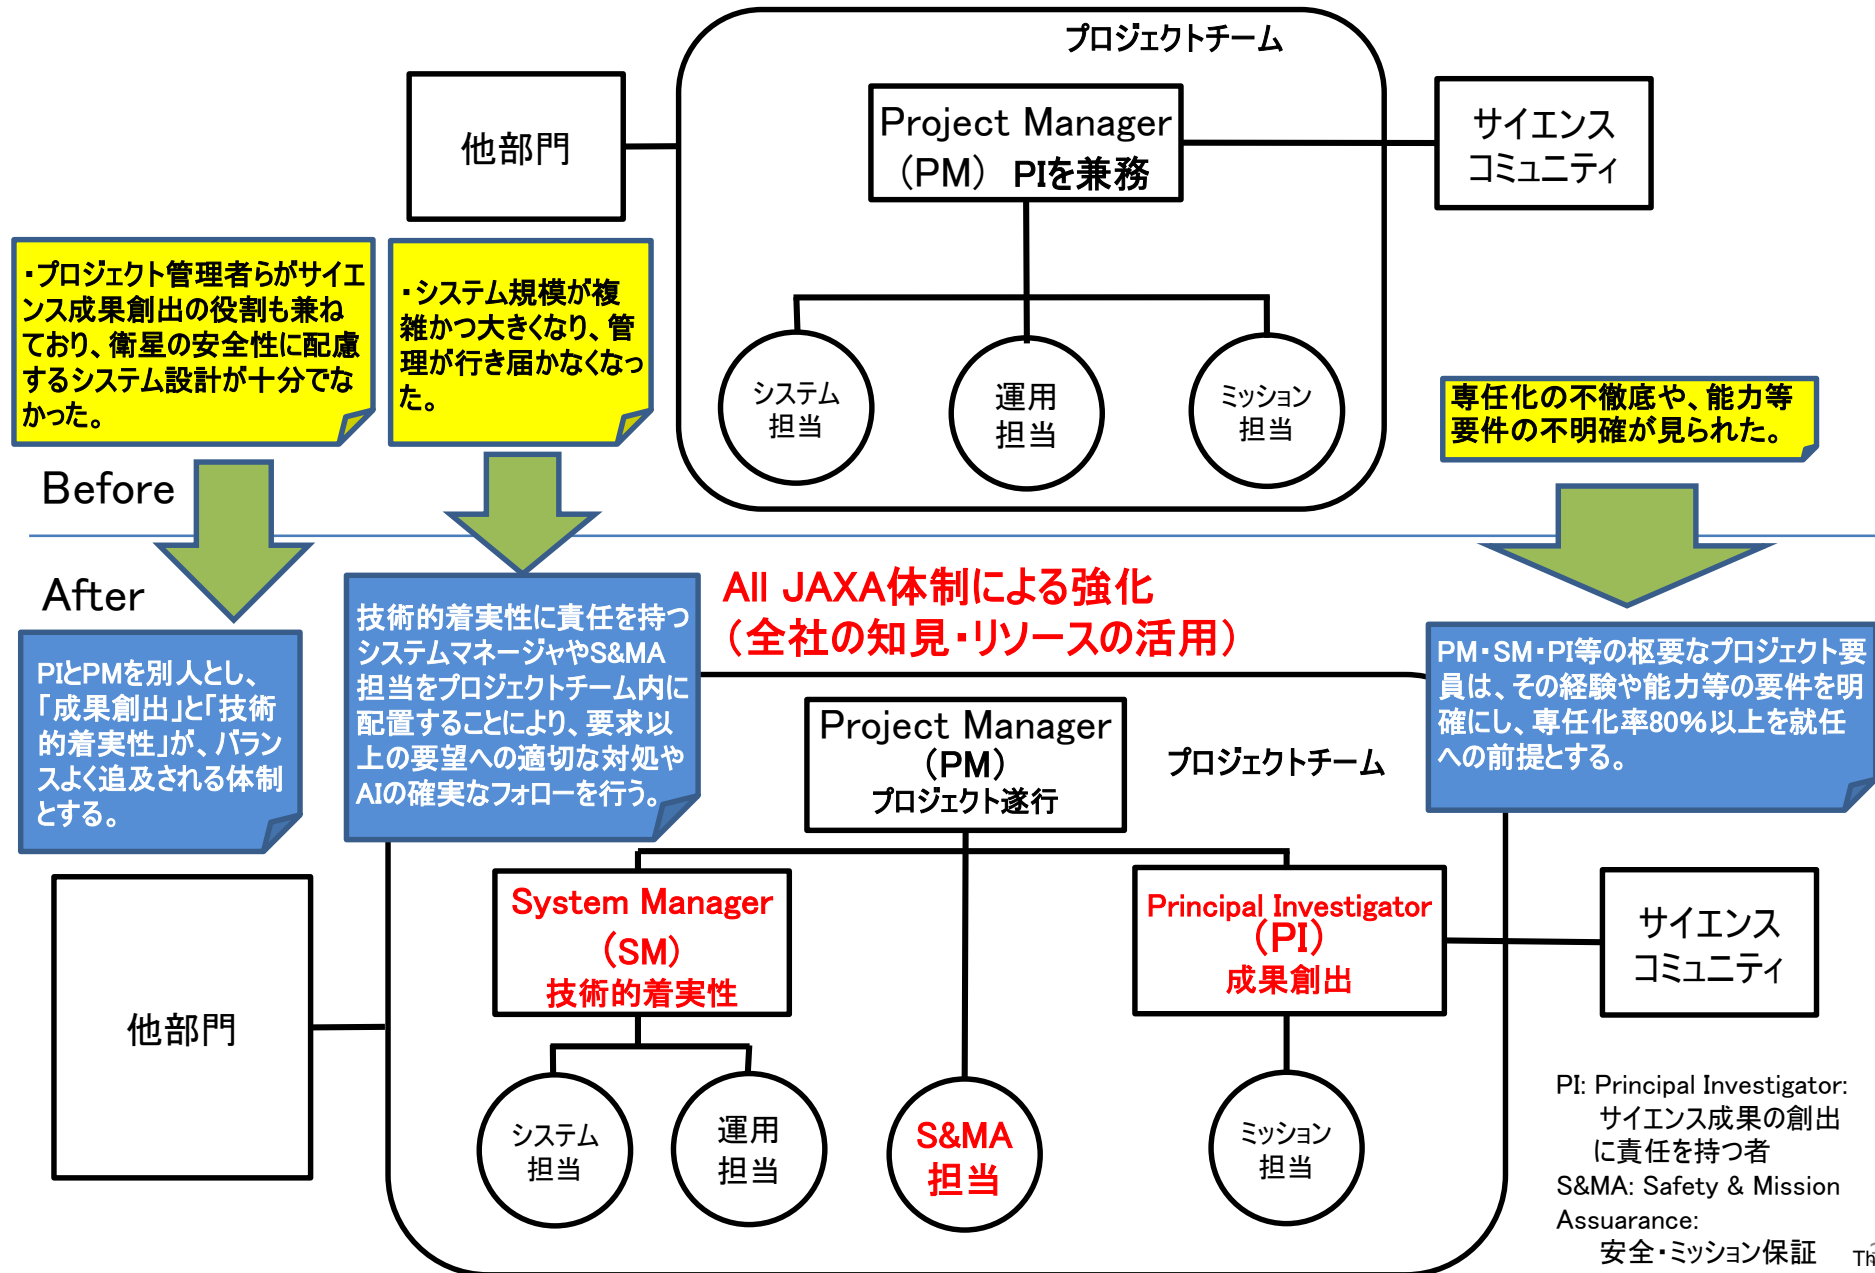 プロジェクトチーム
他部門
Project Manager
(PM) PIを兼務
サイエンス
コミュニティ
・プロジェクト管理者らがサイエ
ンス成果創出の役割も兼ね
ており、衛星の安全性に配慮
するシステム設計が十分でな
かった。
・システム規模が複
雑かつ大きくなり、管
理が行き届かなくなっ
た。
システム
担当
運用
担当
ミッション
担当
専任化の不徹底や、能力等
要件の不明確が見られた。
Before
After
All JAXA体制による強化
(全社の知見・リソースの活用)
PIとPMを別人とし、
「成果創出」と「技術
的着実性」が、バラン
スよく追及される体制
とする。
技術的着実性に責任を持つ
システムマネージャやS&MA
担当をプロジェクトチーム内に
配置することにより、要求以
上の要望への適切な対処や
AIの確実なフォローを行う。
PM・SM・PI等の枢要なプロジェクト要
員は、その経験や能力等の要件を明
確にし、専任化率80%以上を就任
への前提とする。
Project Manager
(PM)
プロジェクト遂行
プロジェクトチーム
他部門
System Manager
(SM)
技術的着実性
Principal Investigator
(PI)
成果創出
サイエンス
コミュニティ
システム
担当
運用
担当
S&MA
担当
ミッション
担当
PI: Principal Investigator:
サイエンス成果の創出
に責任を持つ者
S&MA: Safety & Mission
Assuarance:
安全・ミッション保証